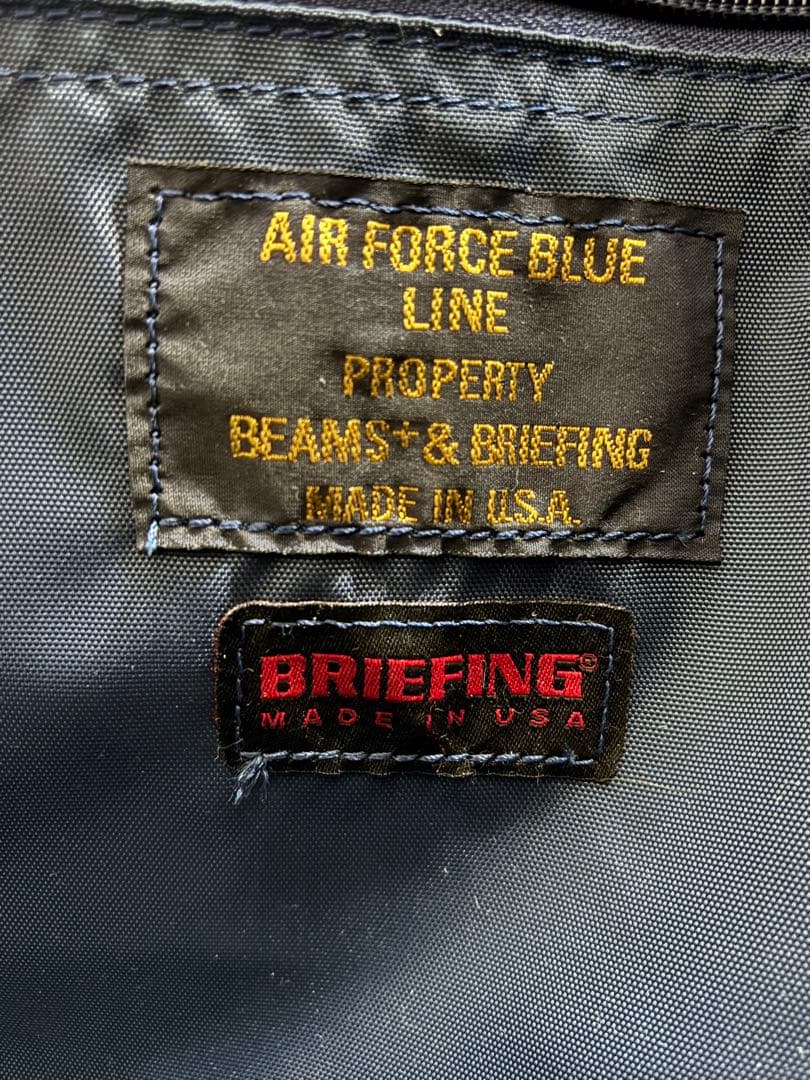 AIR FORCE BLUE
LINE
PROPERTY
BEAMS+ & BRIEFING
MADE IN U.S.A.
BRIEFING©
MADE IN USA